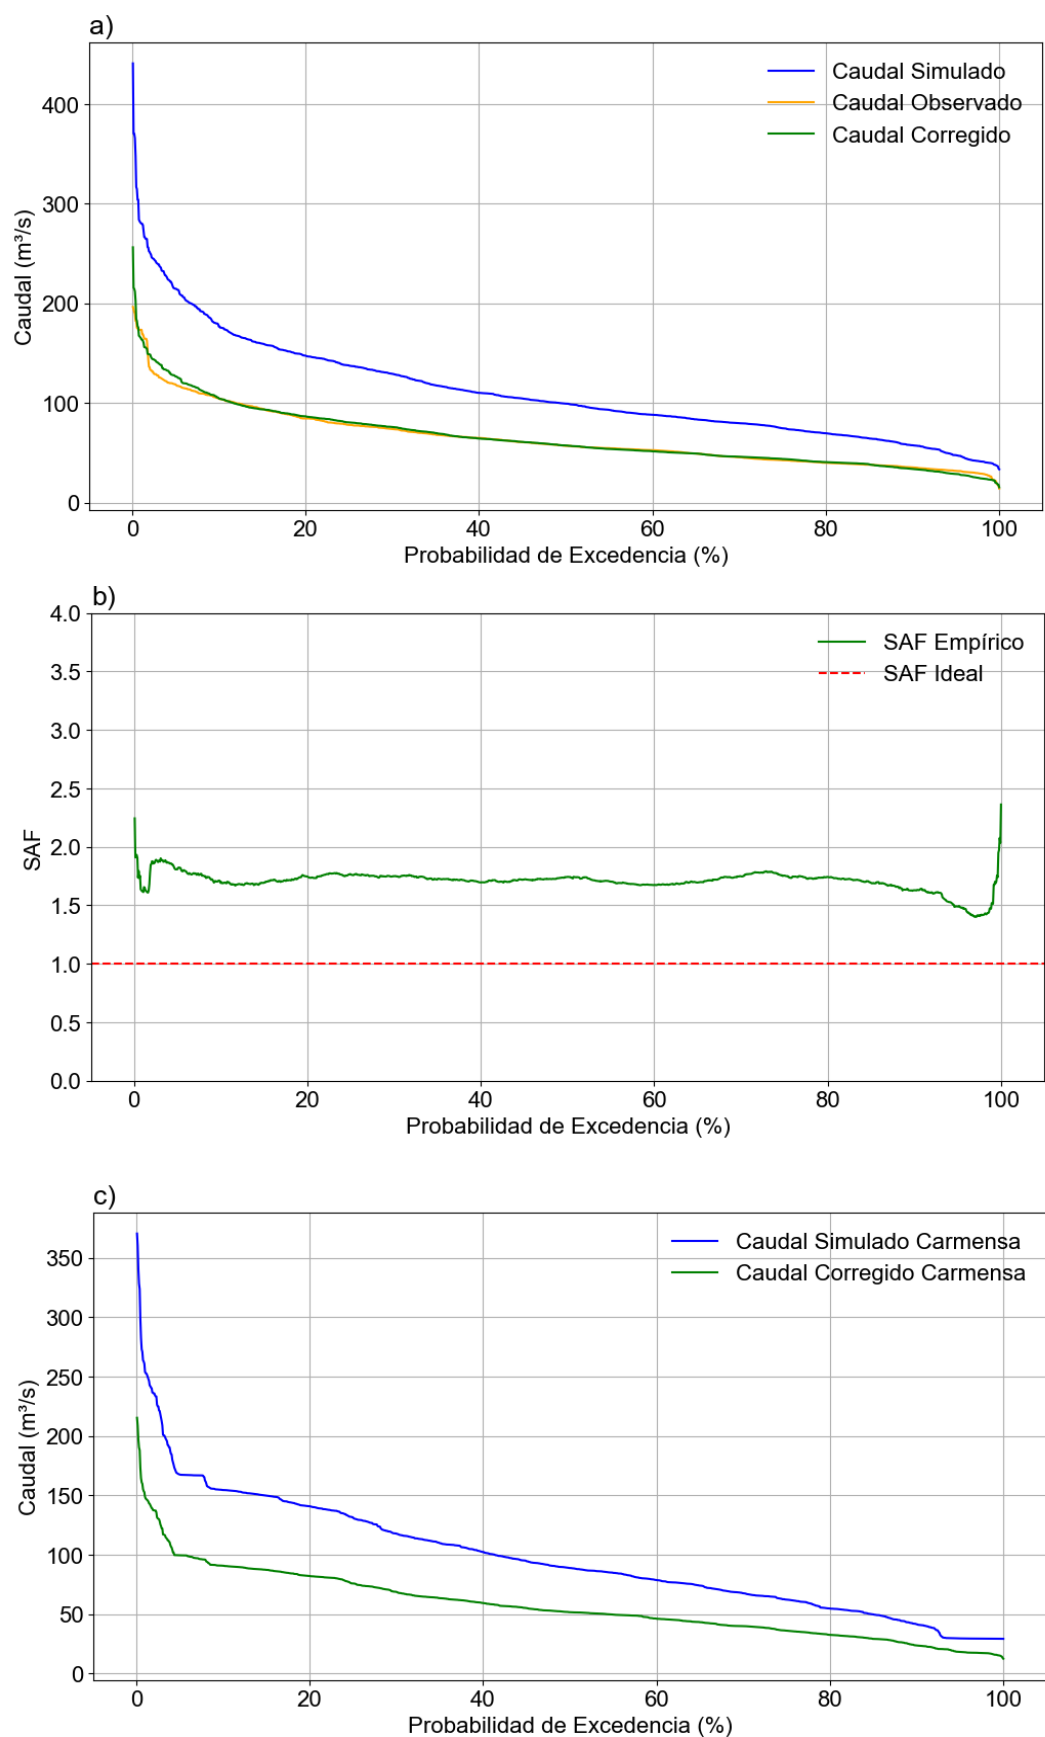 a)
Caudal Simulado
Caudal Observado
Caudal Corregido
400
300
200
100
0
Caudal (m³/s)
0 20 40 60 80 100
Probabilidad de Excedencia (%)
b)
SAF Empírico
SAF Ideal
4.0
3.5
3.0
2.5
2.0
1.5
1.0
0.5
0.0
SAF
0 20 40 60 80 100
Probabilidad de Excedencia (%)
c)
Caudal Simulado Carmensa
Caudal Corregido Carmensa
350
300
250
200
150
100
50
0
Caudal (m³/s)
0 20 40 60 80 100
Probabilidad de Excedencia (%)